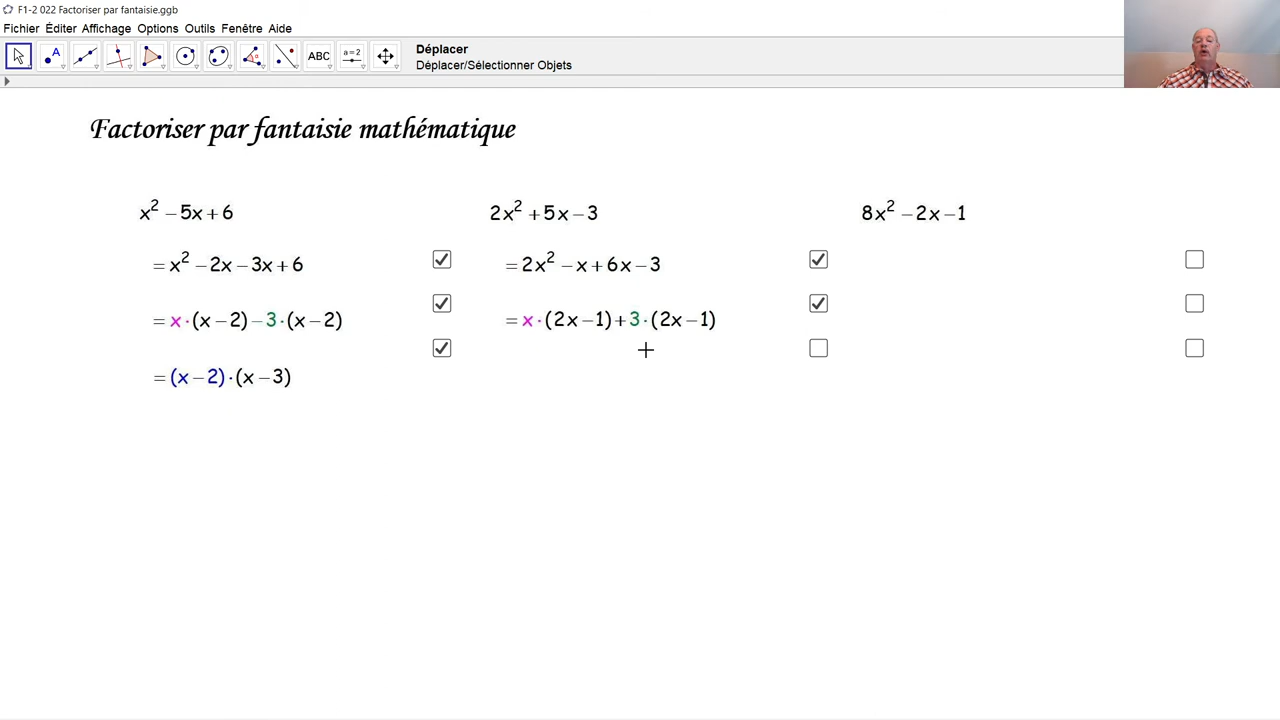 F1-2 022 Factoriser par fantaisie.ggb
Fichier Éditer Affichage Options Outils Fenêtre Aide
A
ABC
a=2
Déplacer
Déplacer/Sélectionner Objets
Factoriser par fantaisie mathématique
x² − 5x + 6
= x² − 2x − 3x + 6
= x · (x − 2) − 3 · (x − 2)
= (x − 2) · (x − 3)
2x² + 5x − 3
= 2x² − x + 6x − 3
= x · (2x − 1) + 3 · (2x − 1)
8x² − 2x − 1